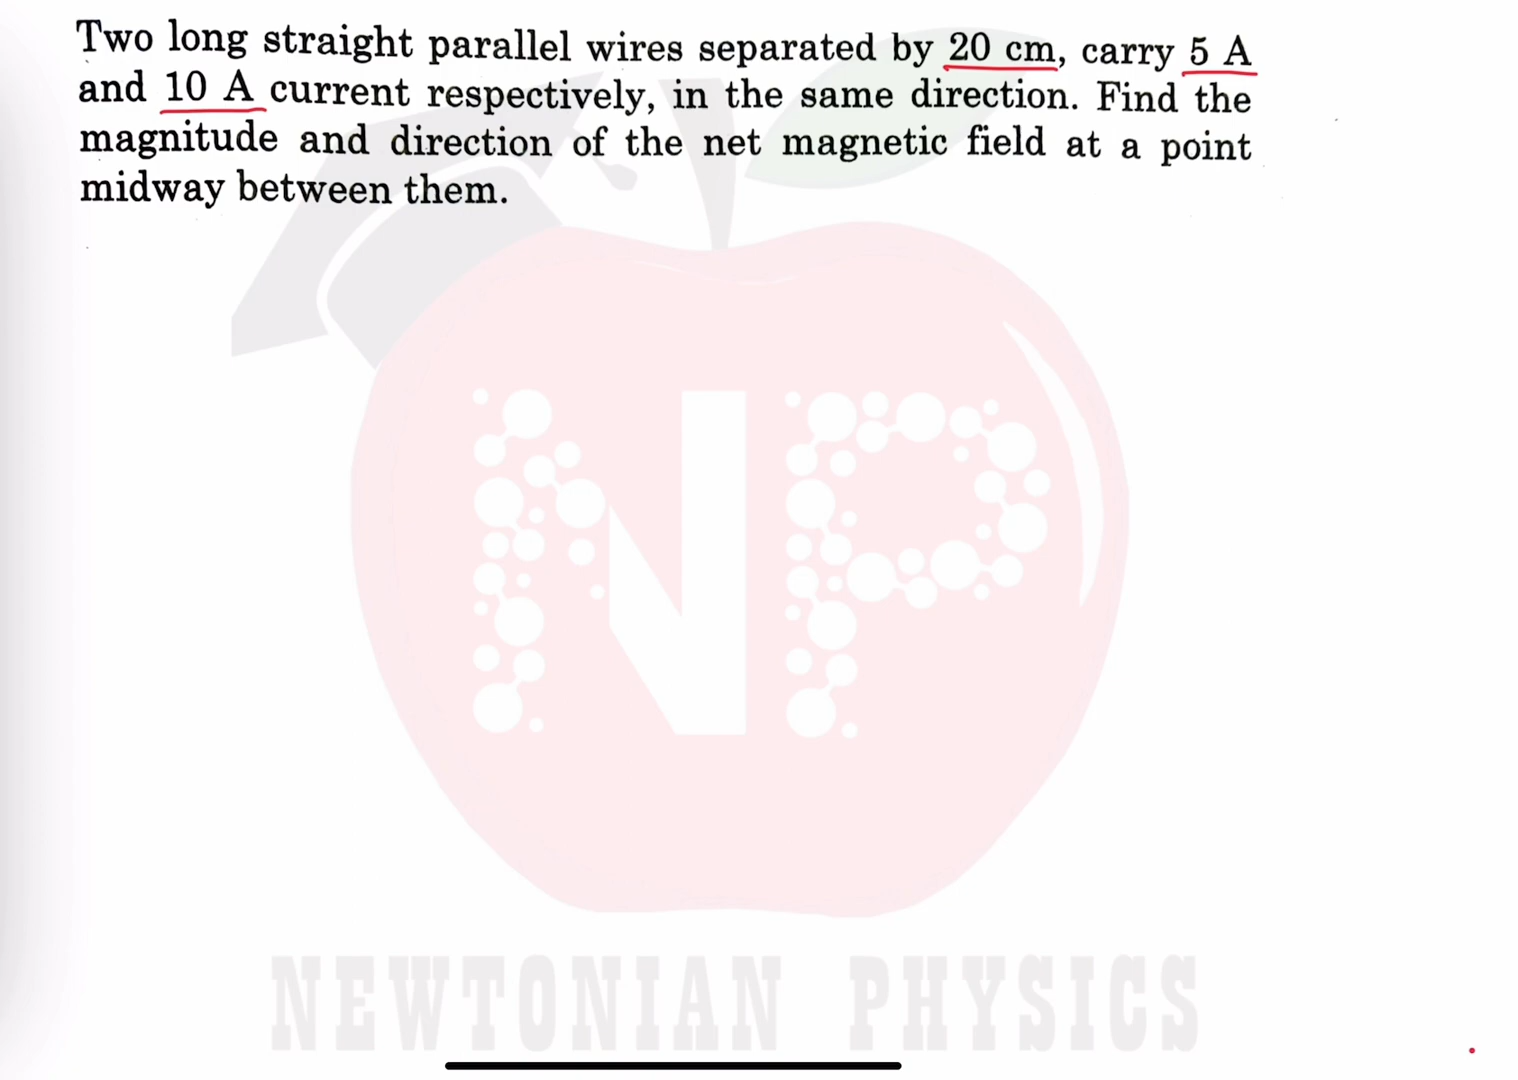 Two long straight parallel wires separated by 20 cm, carry 5 A
and 10 A current respectively, in the same direction. Find the
magnitude and direction of the net magnetic field at a point
midway between them.
NP
NEWTONIAN PHYSICS